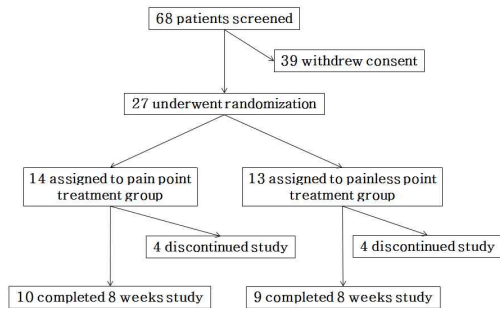 68 patients screened
39 withdrew consent
27 underwent randomization
14 assigned to pain point
treatment group
13 assigned to painless point
treatment group
4 discontinued study
4 discontinued study
10 completed 8 weeks study
9 completed 8 weeks study